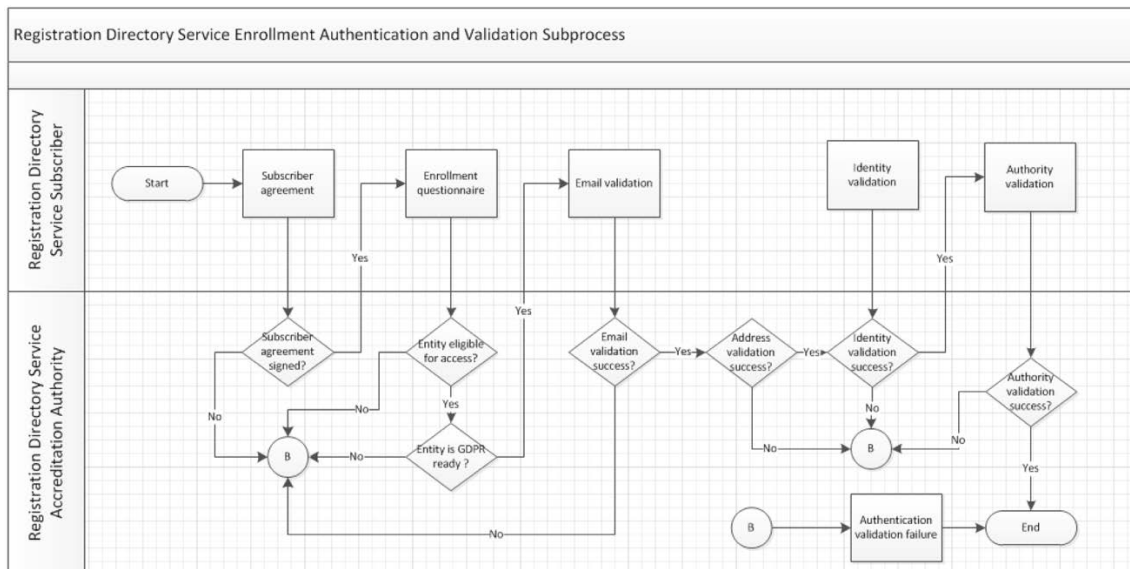 Registration Directory Service Enrollment Authentication and Validation Subprocess
Registration Directory
Service Subscriber
Start
Subscriber
agreement
Enrollment
questionnaire
Email validation
Identity
validation
Authority
validation
Yes
Yes
Yes
Registration Directory Service
Accreditation Authority
Subscriber
agreement
signed?
Entity eligible
for access?
Email
validation
success?
Yes
Address
validation
success?
Yes
Identity
validation
success?
Authority
validation
success?
No
No
Yes
No
No
B
No
Entity is GDPR
ready ?
No
B
No
Yes
No
B
Authentication
validation failure
End